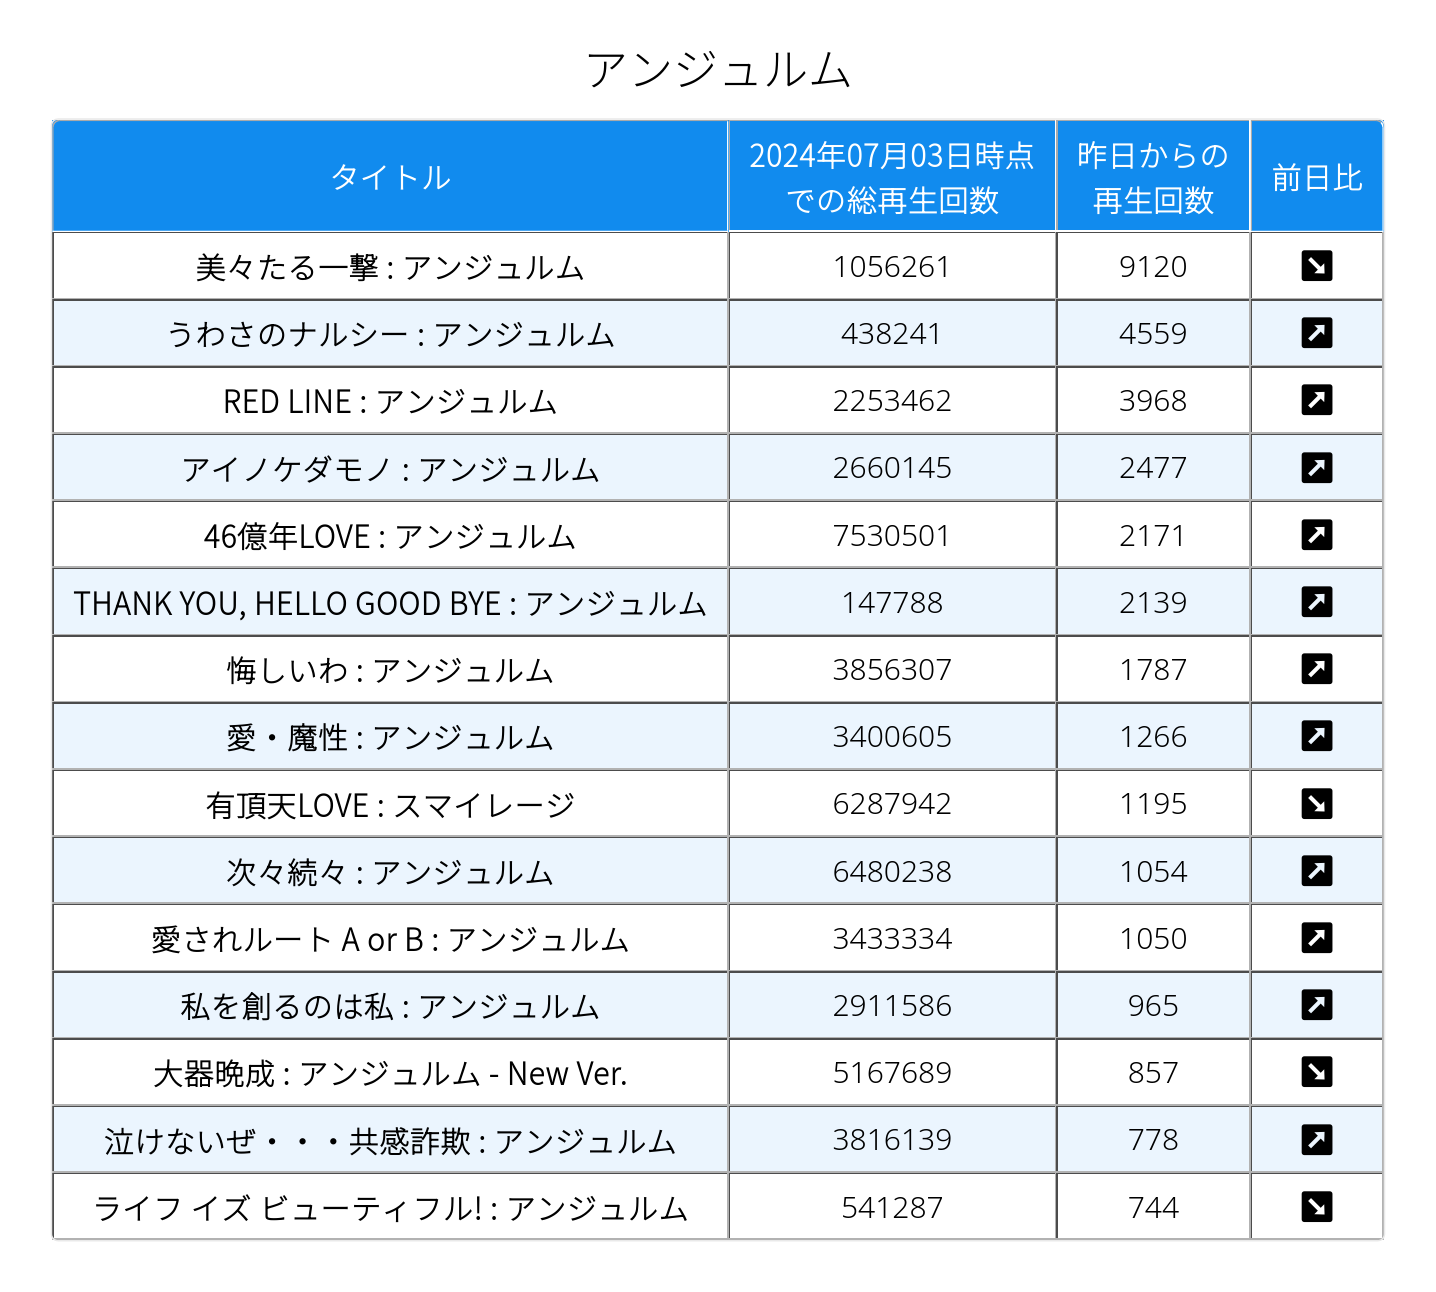 アンジュルム
タイトル 2024年07月03日時点での総再生回数 昨日からの再生回数 前日比
美々たる一撃 : アンジュルム 1056261 9120 ↘
うわさのナルシー : アンジュルム 438241 4559 ↗
RED LINE : アンジュルム 2253462 3968 ↗
アイノケダモノ : アンジュルム 2660145 2477 ↗
46億年LOVE : アンジュルム 7530501 2171 ↗
THANK YOU, HELLO GOOD BYE : アンジュルム 147788 2139 ↗
悔しいわ : アンジュルム 3856307 1787 ↗
愛・魔性 : アンジュルム 3400605 1266 ↗
有頂天LOVE : スマイレージ 6287942 1195 ↘
次々続々 : アンジュルム 6480238 1054 ↗
愛されルート A or B : アンジュルム 3433334 1050 ↗
私を創るのは私 : アンジュルム 2911586 965 ↗
大器晩成 : アンジュルム - New Ver. 5167689 857 ↘
泣けないぜ・・・共感詐欺 : アンジュルム 3816139 778 ↗
ライフ イズ ビューティフル! : アンジュルム 541287 744 ↘